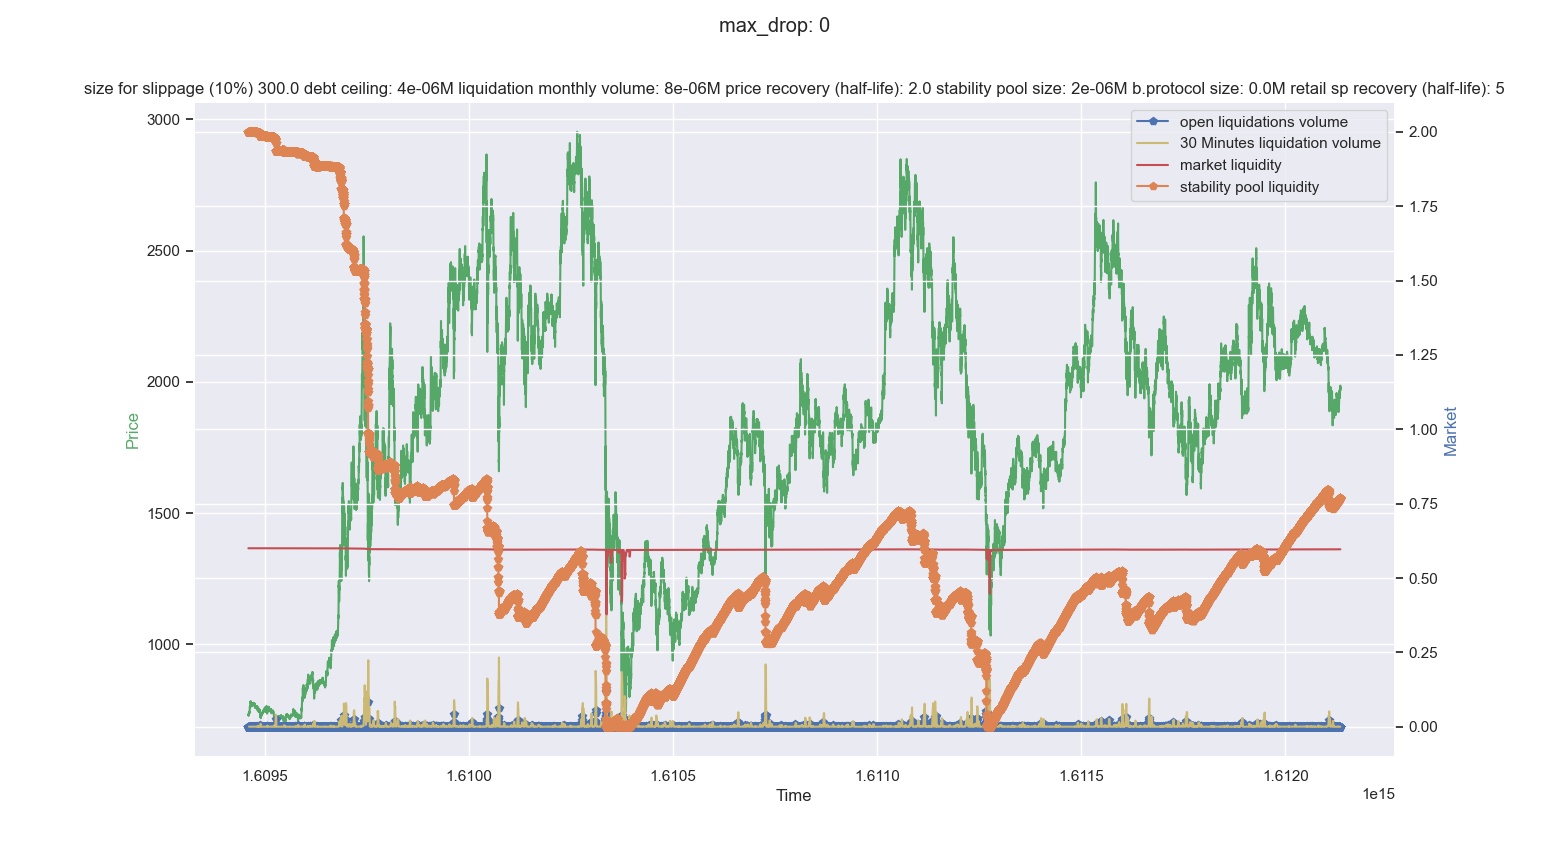 max_drop: 0
size for slippage (10%) 300.0 debt ceiling: 4e-06M liquidation monthly volume: 8e-06M price recovery (half-life): 2.0 stability pool size: 2e-06M b.protocol size: 0.0M retail sp recovery (half-life): 5
open liquidations volume
30 Minutes liquidation volume
market liquidity
stability pool liquidity
3000
2500
2000
1500
1000
Price
2.00
1.75
1.50
1.25
1.00
0.75
0.50
0.25
0.00
Market
1.6095 1.6100 1.6105 1.6110 1.6115 1.6120
Time
1e15